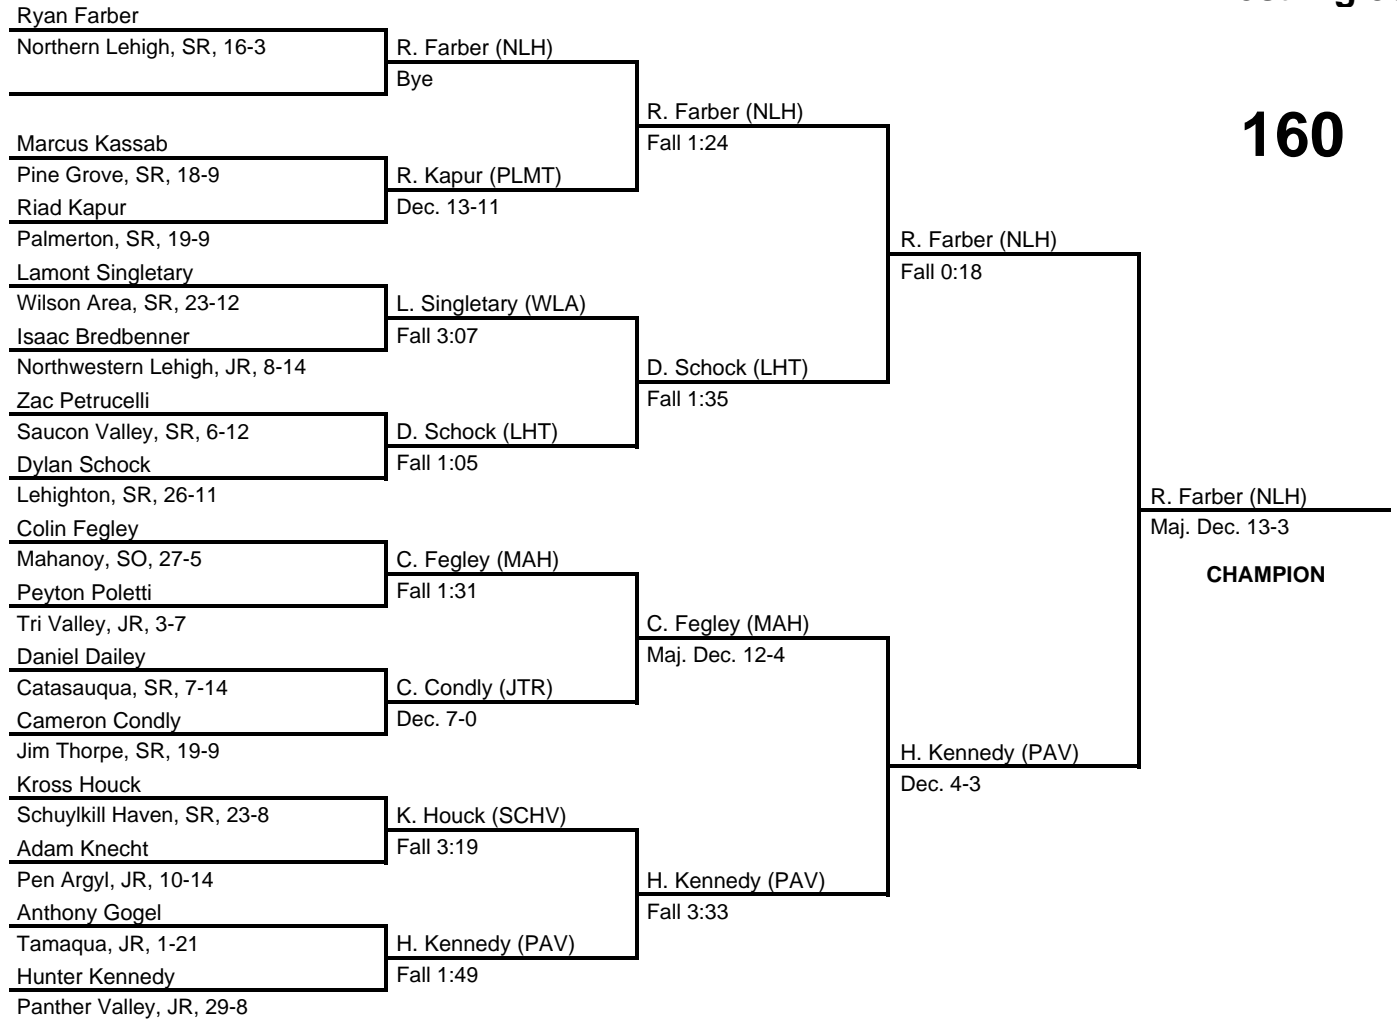 Ryan Farber
Northern Lehigh, SR, 16-3
R. Farber (NLH)
Bye
R. Farber (NLH)
Fall 1:24
160
Marcus Kassab
Pine Grove, SR, 18-9
R. Kapur (PLMT)
Riad Kapur
Dec. 13-11
Palmerton, SR, 19-9
R. Farber (NLH)
Lamont Singletary
Fall 0:18
Wilson Area, SR, 23-12
L. Singletary (WLA)
Isaac Bredbenner
Fall 3:07
Northwestern Lehigh, JR, 8-14
D. Schock (LHT)
Zac Petrucelli
Fall 1:35
Saucon Valley, SR, 6-12
D. Schock (LHT)
Dylan Schock
Fall 1:05
Lehighton, SR, 26-11
R. Farber (NLH)
Colin Fegley
Maj. Dec. 13-3
Mahanoy, SO, 27-5
C. Fegley (MAH)
CHAMPION
Peyton Poletti
Fall 1:31
Tri Valley, JR, 3-7
C. Fegley (MAH)
Daniel Dailey
Maj. Dec. 12-4
Catasauqua, SR, 7-14
C. Condly (JTR)
Cameron Condly
Dec. 7-0
Jim Thorpe, SR, 19-9
H. Kennedy (PAV)
Kross Houck
Dec. 4-3
Schuylkill Haven, SR, 23-8
K. Houck (SCHV)
Adam Knecht
Fall 3:19
Pen Argyl, JR, 10-14
H. Kennedy (PAV)
Anthony Gogel
Fall 3:33
Tamaqua, JR, 1-21
H. Kennedy (PAV)
Hunter Kennedy
Fall 1:49
Panther Valley, JR, 29-8